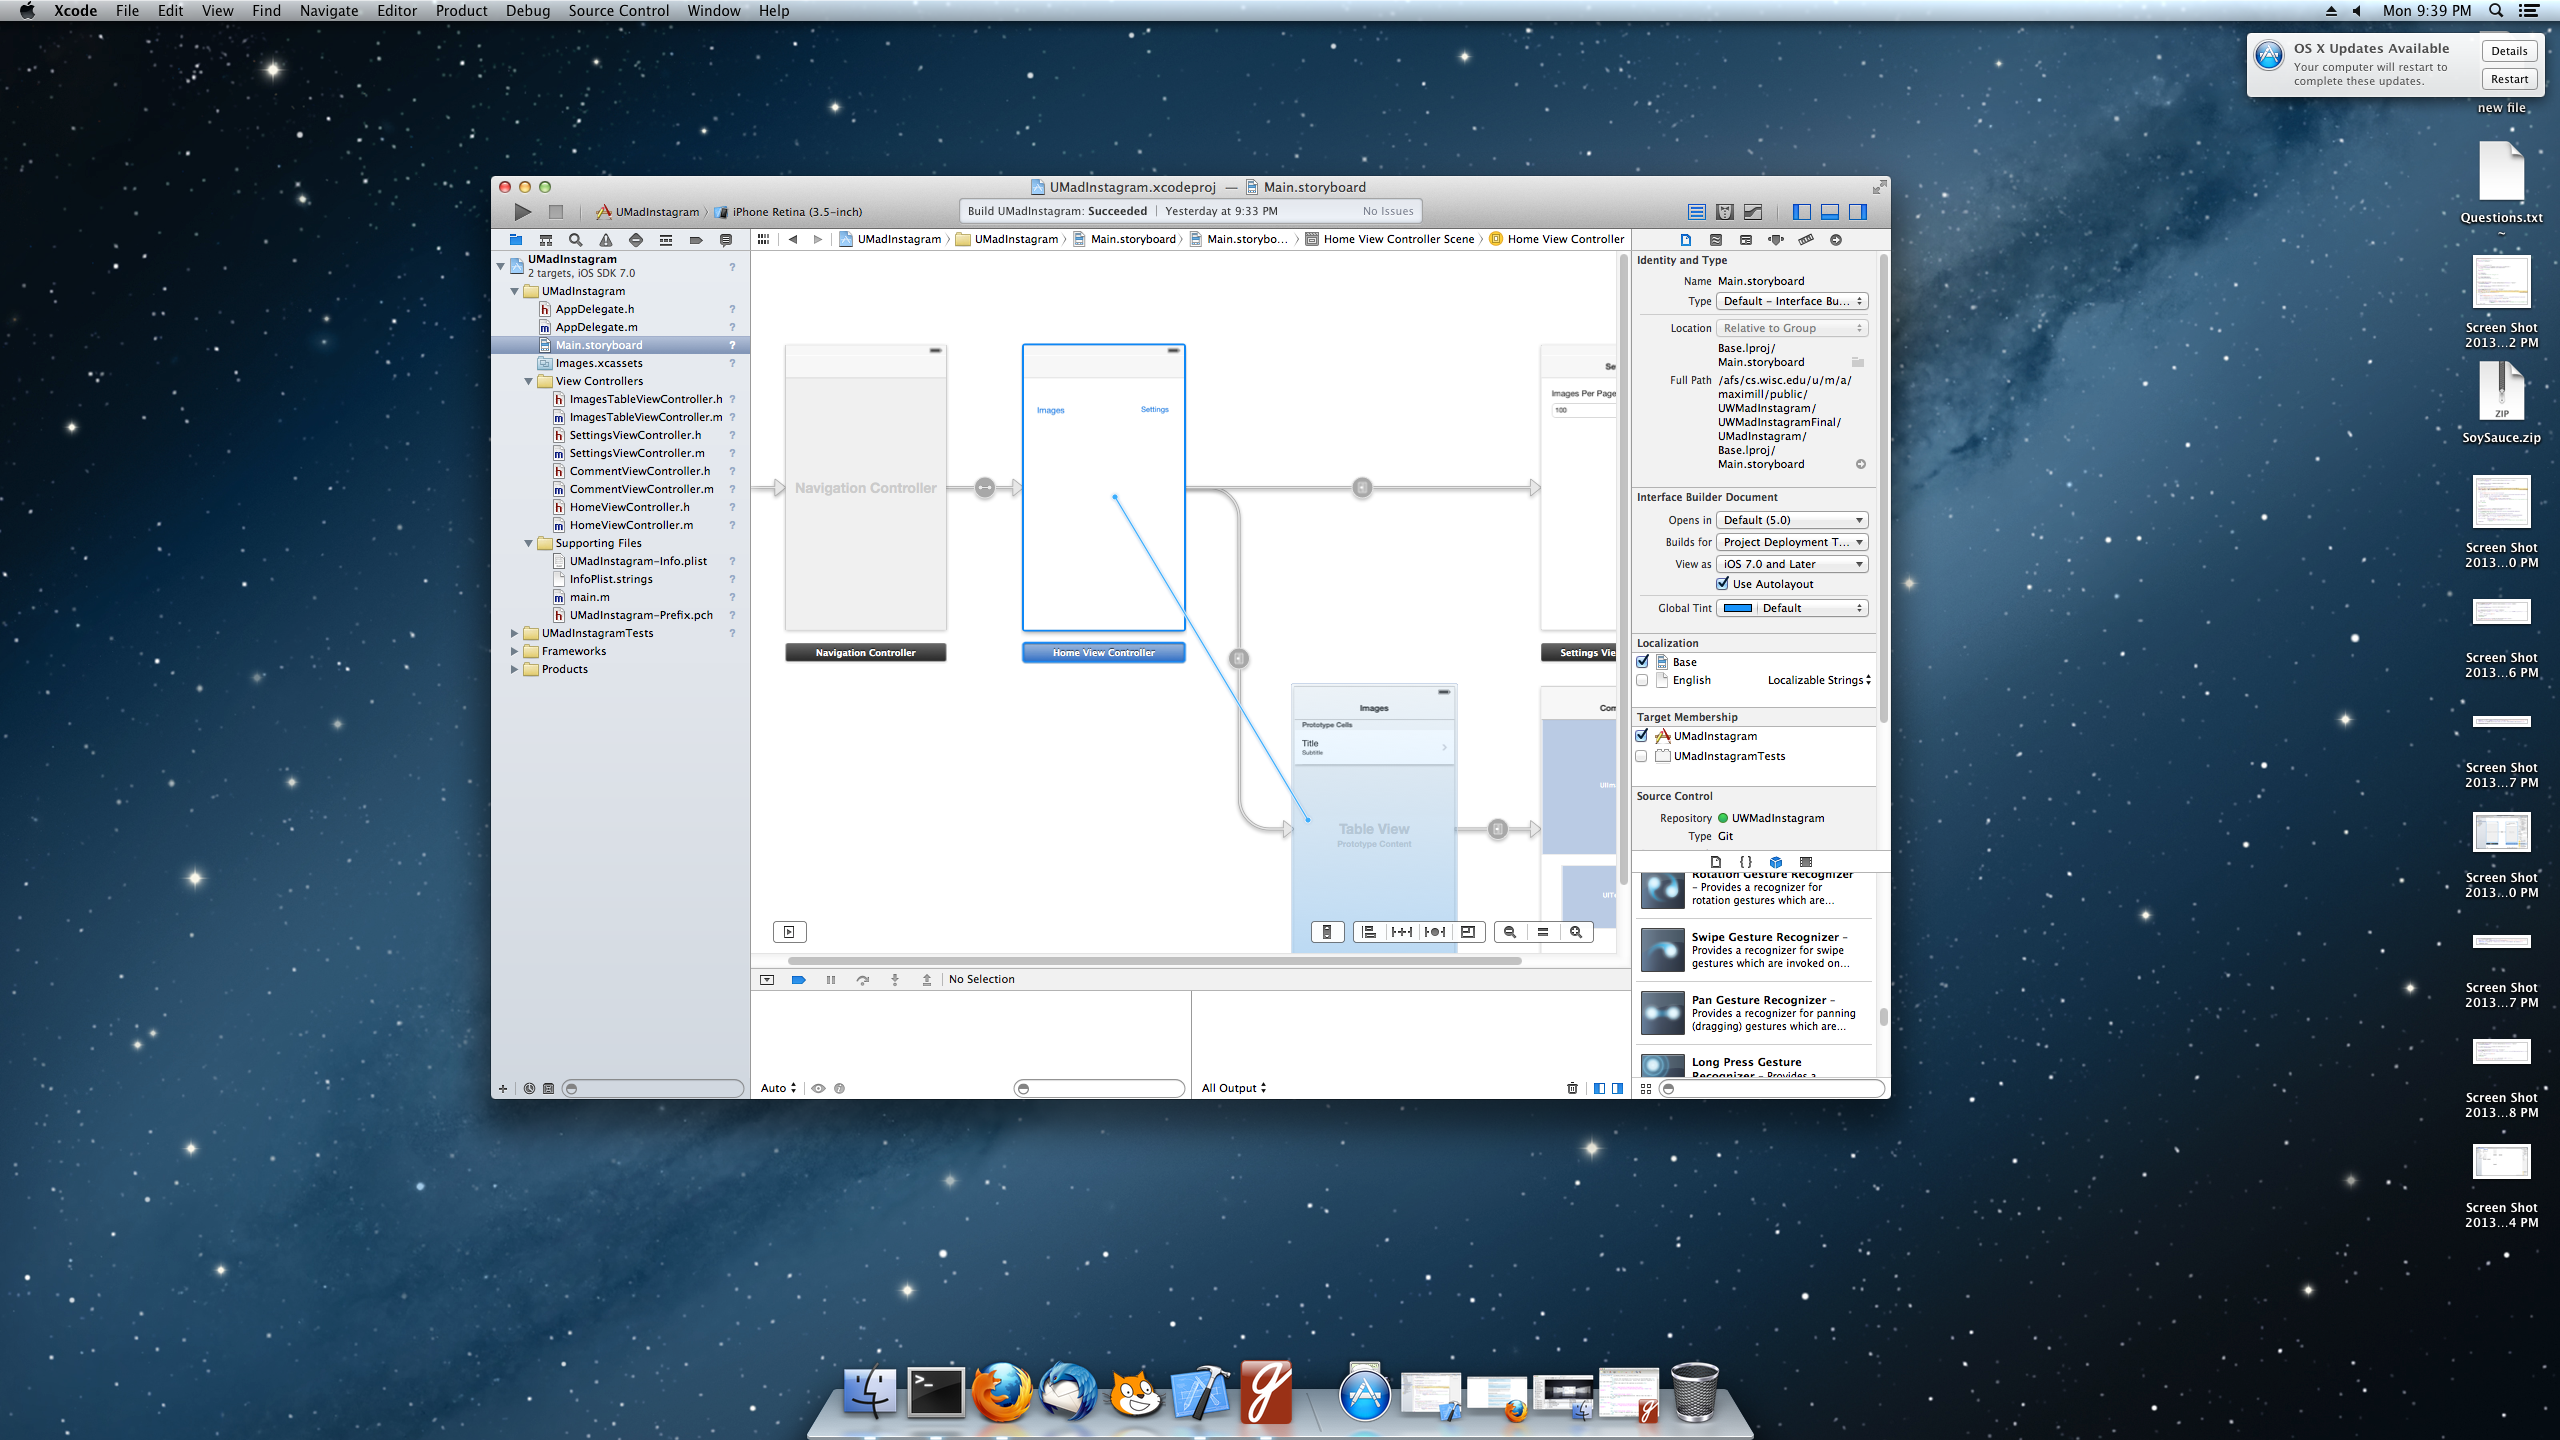 Xcode File Edit View Find Navigate Editor Product Debug Source Control Window Help
Mon 9:39 PM
OS X Updates Available
Your computer will restart to
complete these updates.
Details
Restart
new file
Questions.txt
~
Screen Shot
2013...2 PM
ZIP
SoySauce.zip
Screen Shot
2013...0 PM
Screen Shot
2013...6 PM
Screen Shot
2013...7 PM
Screen Shot
2013...0 PM
Screen Shot
2013...7 PM
Screen Shot
2013...8 PM
Screen Shot
2013...4 PM
UMadInstagram.xcodeproj — Main.storyboard
UMadInstagram iPhone Retina (3.5-inch)
Build UMadInstagram: Succeeded Yesterday at 9:33 PM No Issues
UMadInstagram UMadInstagram Main.storyboard Main.storybo... Home View Controller Scene Home View Controller
UMadInstagram
2 targets, iOS SDK 7.0 ?
UMadInstagram
h AppDelegate.h ?
m AppDelegate.m ?
Main.storyboard ?
Images.xcassets
View Controllers
h ImagesTableViewController.h ?
m ImagesTableViewController.m ?
h SettingsViewController.h ?
m SettingsViewController.m ?
h CommentViewController.h ?
m CommentViewController.m ?
h HomeViewController.h ?
m HomeViewController.m ?
Supporting Files
UMadInstagram-Info.plist ?
InfoPlist.strings ?
m main.m ?
h UMadInstagram-Prefix.pch ?
UMadInstagramTests ?
Frameworks
Products
Navigation Controller
Navigation Controller
Images Settings
Home View Controller
Images Per Page
100
Settings Vie
Images
Prototype Cells
Title
Subtitle
Table View
Prototype Content
Com
No Selection
Auto
All Output
Identity and Type
Name Main.storyboard
Type Default - Interface Bu...
Location Relative to Group
Base.lproj/
Main.storyboard
Full Path /afs/cs.wisc.edu/u/m/a/
maximill/public/
UWMadInstagram/
UWMadInstagramFinal/
UMadInstagram/
Base.lproj/
Main.storyboard
Interface Builder Document
Opens in Default (5.0)
Builds for Project Deployment T...
View as iOS 7.0 and Later
Use Autolayout
Global Tint Default
Localization
Base
English Localizable Strings
Target Membership
UMadInstagram
UMadInstagramTests
Source Control
Repository UWMadInstagram
Type Git
{ }
Rotation Gesture Recognizer
- Provides a recognizer for
rotation gestures which are...
Swipe Gesture Recognizer -
Provides a recognizer for swipe
gestures which are invoked on...
Pan Gesture Recognizer -
Provides a recognizer for panning
(dragging) gestures which are...
Long Press Gesture
Recognizer - Provides a